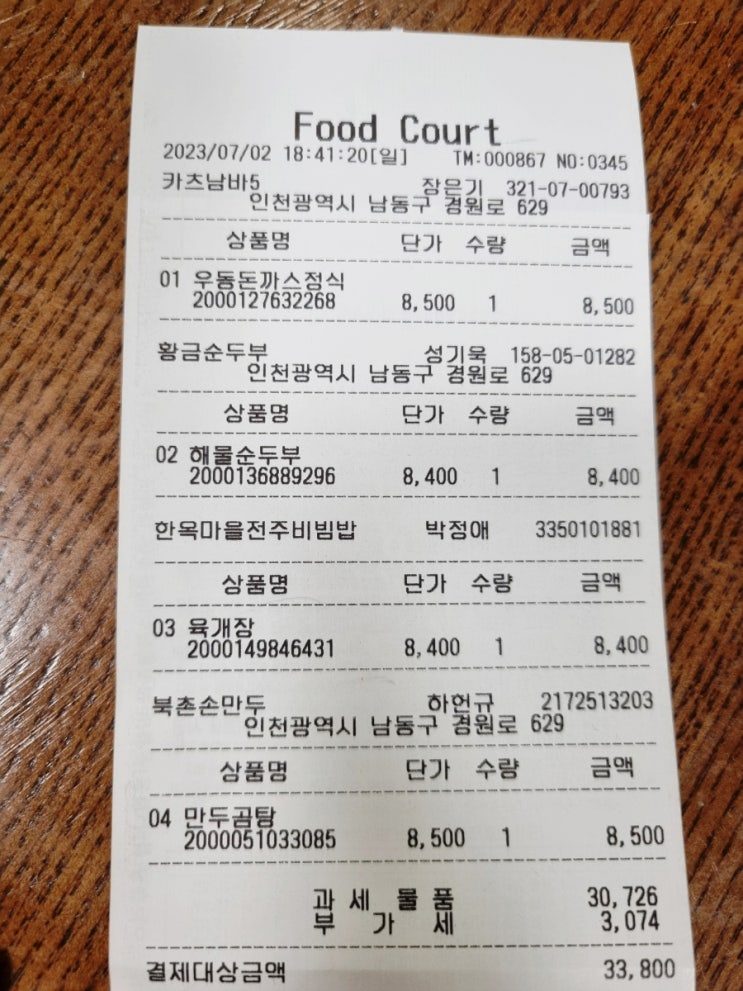 Food Court
2023/07/02 18:41:20[일] TM:000867 NO:0345
카츠남바5 장은기 321-07-00793
인천광역시 남동구 경원로 629
상품명 단가 수량 금액
01 우동돈까스정식
2000127632268 8,500 1 8,500
황금순두부 성기욱 158-05-01282
인천광역시 남동구 경원로 629
상품명 단가 수량 금액
02 해물순두부
2000136889296 8,400 1 8,400
한옥마을전주비빔밥 박정애 3350101881
상품명 단가 수량 금액
03 육개장
2000149846431 8,400 1 8,400
북촌손만두 하헌규 2172513203
인천광역시 남동구 경원로 629
상품명 단가 수량 금액
04 만두곰탕
2000051033085 8,500 1 8,500
과 세 물 품 30,726
부 가 세 3,074
결제대상금액 33,800